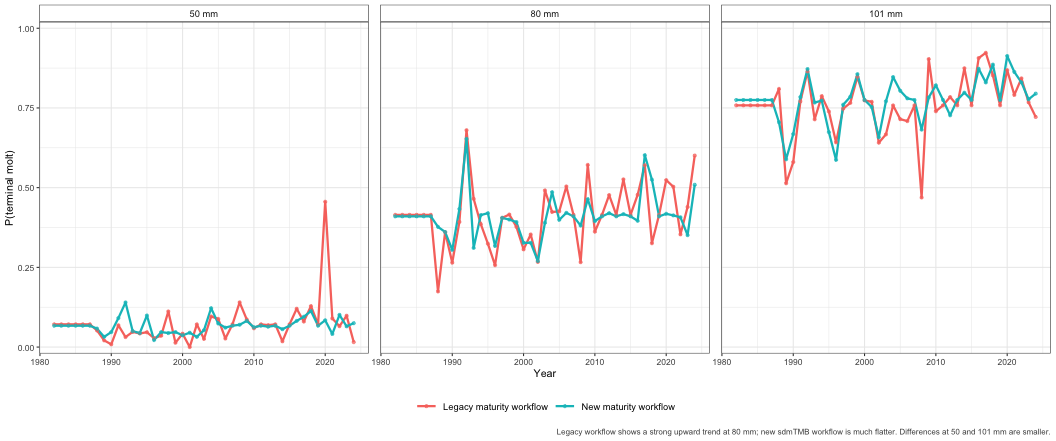 50 mm
80 mm
101 mm
P(terminal molt)
1.00
0.75
0.50
0.25
0.00
1980 1990 2000 2010 2020
1980 1990 2000 2010 2020
1980 1990 2000 2010 2020
Year
Legacy maturity workflow New maturity workflow
Legacy workflow shows a strong upward trend at 80 mm; new sdmTMB workflow is much flatter. Differences at 50 and 101 mm are smaller.